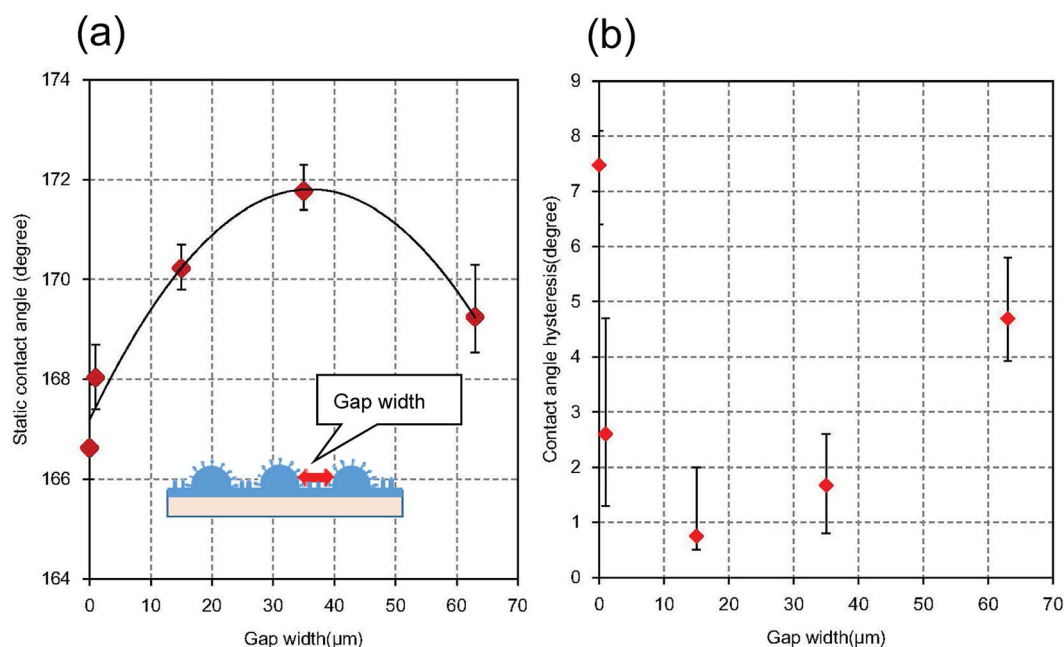 (a)
174
172
170
168
166
164
Static contact angle (degree)
Gap width
0 10 20 30 40 50 60 70
Gap width(μm)
(b)
9
8
7
6
5
4
3
2
1
0
Contact angle hysteresis(degree)
0 10 20 30 40 50 60 70
Gap width(μm)